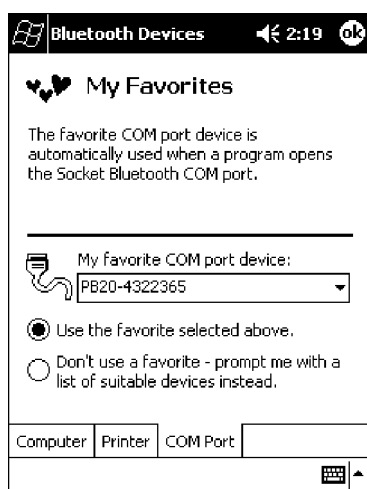 Bluetooth Devices 2:19 ok
My Favorites
The favorite COM port device is
automatically used when a program opens
the Socket Bluetooth COM port.
My favorite COM port device:
PB20-4322365
Use the favorite selected above.
Don't use a favorite - prompt me with a
list of suitable devices instead.
Computer Printer COM Port